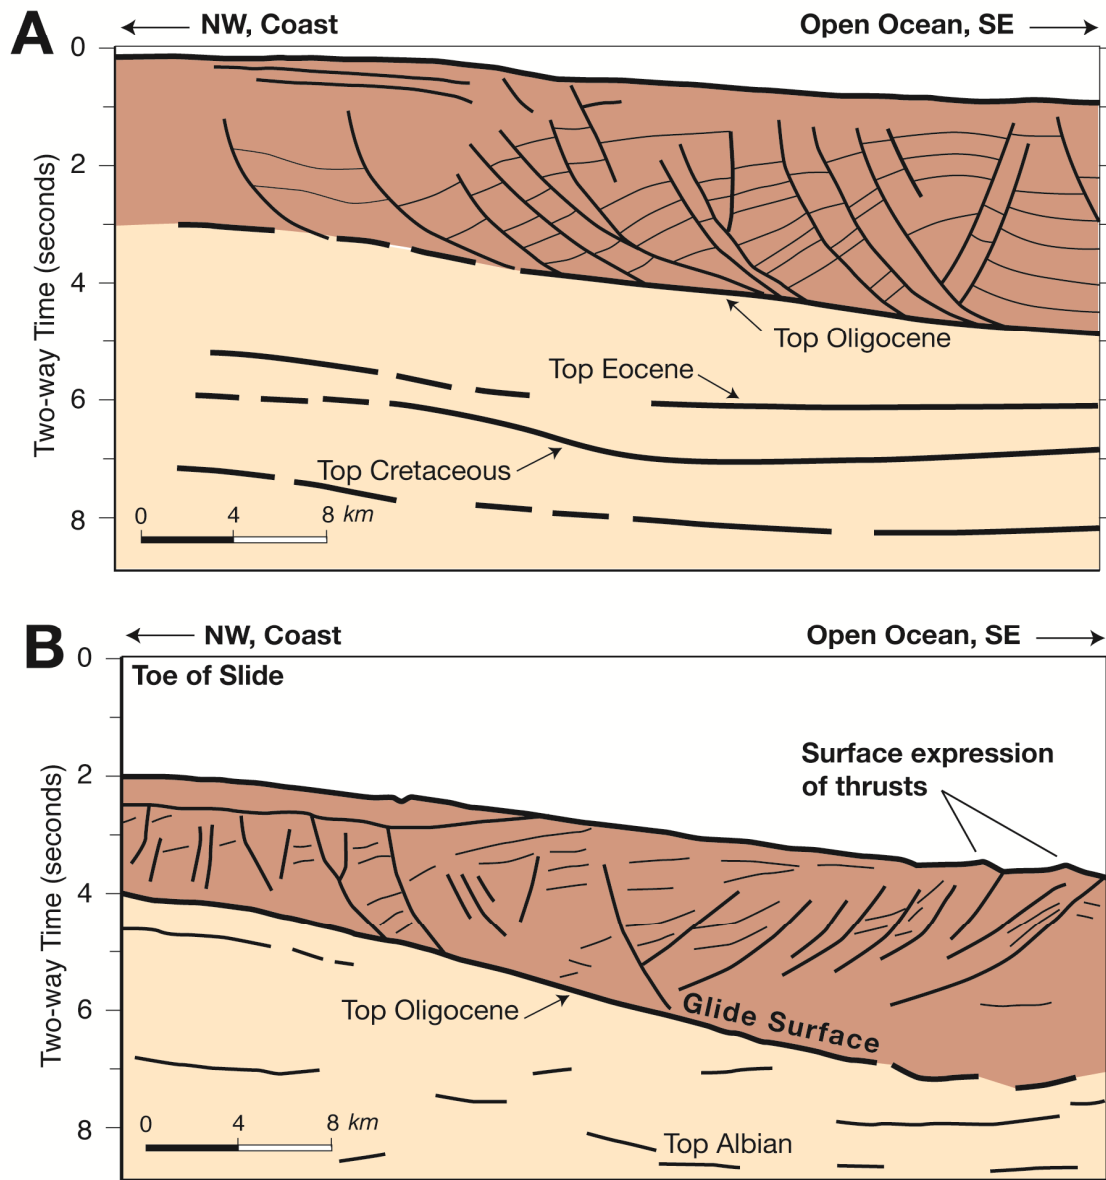 A
NW, Coast
Open Ocean, SE
0
2
4
6
8
Two-way Time (seconds)
Top Oligocene
Top Eocene
Top Cretaceous
0 4 8 km
B
NW, Coast
Open Ocean, SE
0
Toe of Slide
2
4
6
8
Two-way Time (seconds)
Surface expression
of thrusts
Top Oligocene
Glide Surface
Top Albian
0 4 8 km